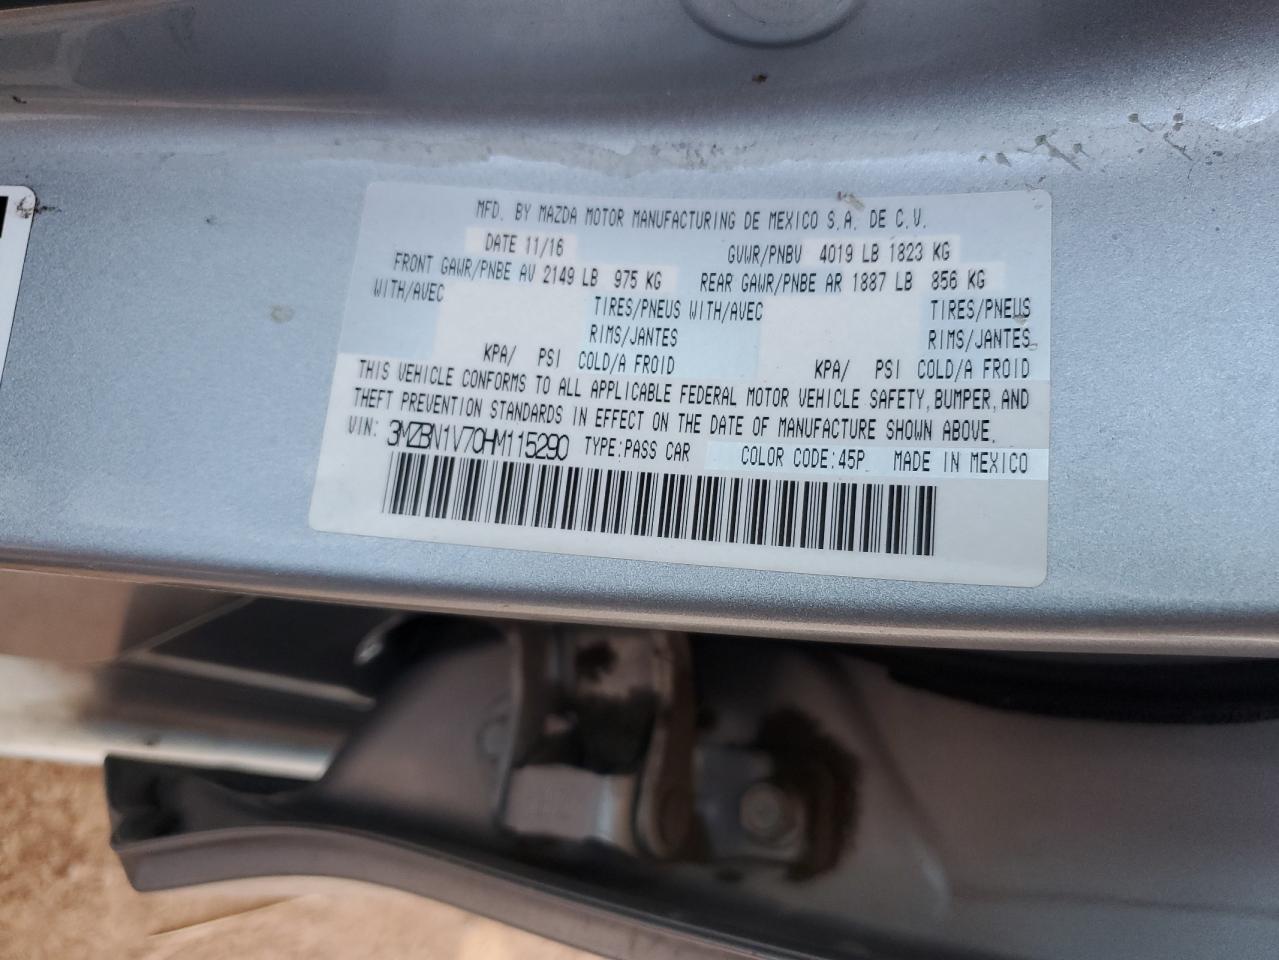 MFD. BY MAZDA MOTOR MANUFACTURING DE MEXICO S.A. DE C.V.
DATE 11/16 GVWR/PNBV 4019 LB 1823 KG
FRONT GAWR/PNBE AV 2149 LB 975 KG REAR GAWR/PNBE AR 1887 LB 856 KG
WITH/AVEC TIRES/PNEUS WITH/AVEC TIRES/PNEUS
RIMS/JANTES RIMS/JANTES
KPA/ PSI COLD/A FROID KPA/ PSI COLD/A FROID
THIS VEHICLE CONFORMS TO ALL APPLICABLE FEDERAL MOTOR VEHICLE SAFETY, BUMPER, AND
THEFT PREVENTION STANDARDS IN EFFECT ON THE DATE OF MANUFACTURE SHOWN ABOVE.
VIN: 3MZBN1V70HM115290 TYPE:PASS CAR COLOR CODE:45P MADE IN MEXICO